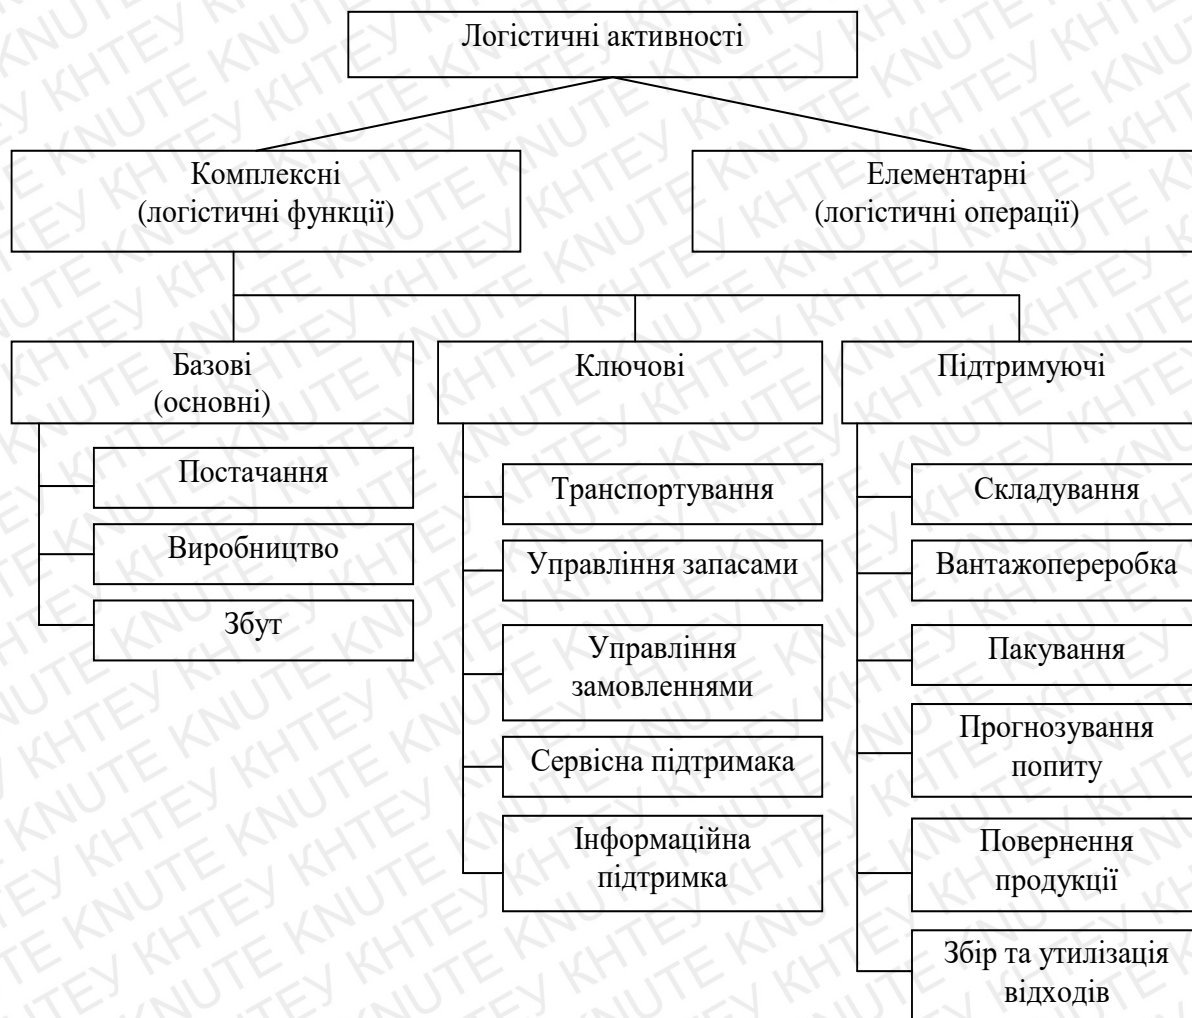 Логістичні активності
Комплексні
(логістичні функції)
Елементарні
(логістичні операції)
Базові
(основні)
Постачання
Виробництво
Збут
Ключові
Транспортування
Управління запасами
Управління
замовленнями
Сервісна підтримака
Інформаційна
підтримка
Підтримуючі
Складування
Вантажопереробка
Пакування
Прогнозування
попиту
Повернення
продукції
Збір та утилізація
відходів